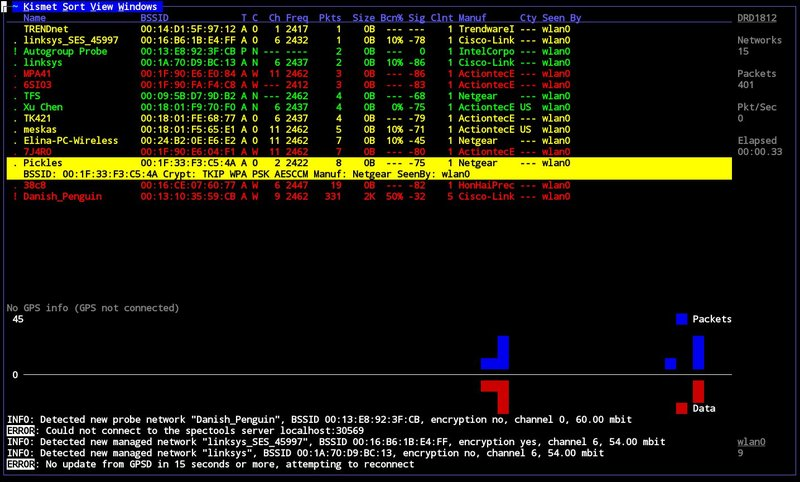 ~ Kismet Sort View Windows
Name BSSID T C Ch Freq Pkts Size Bcn% Sig Clnt Manuf Cty Seen By
DRD1812
TRENDnet 00:14:D1:5F:97:12 A O 1 2417 1 0B --- --- 1 TrendwareI --- wlan0
. linksys_SES_45997 00:16:B6:1B:E4:FF A O 6 2432 1 0B 10% -78 1 Cisco-Link --- wlan0
Networks
! Autogroup Probe 00:13:E8:92:3F:CB P N --- ---- 2 0B --- 0 1 IntelCorpo --- wlan0
15
. linksys 00:1A:70:D9:BC:13 A N 6 2437 2 0B 10% -86 1 Cisco-Link --- wlan0
. MPA41 00:1F:90:E6:E0:84 A W 11 2462 3 0B --- -86 1 ActiontecE --- wlan0
Packets
. 6SI03 00:1F:90:FA:F4:C8 A W --- 2412 3 0B --- -83 1 ActiontecE --- wlan0
401
. TFS 00:09:5B:D7:9D:B2 A N --- 2462 4 0B --- -68 1 Netgear --- wlan0
. Xu Chen 00:18:01:F9:70:F0 A N 6 2437 4 0B 0% -75 1 ActiontecE US wlan0
Pkt/Sec
. TK421 00:18:01:FE:68:77 A O 6 2437 4 0B --- -79 1 ActiontecE --- wlan0
0
. meskas 00:18:01:F5:65:E1 A O 11 2462 5 0B 10% -71 1 ActiontecE US wlan0
. Elina-PC-Wireless 00:24:B2:0E:E6:E2 A O 1 2412 7 0B 10% -45 1 Netgear --- wlan0
Elapsed
. 7J4R0 00:1F:90:E6:04:F1 A W 11 2462 7 0B --- -80 1 ActiontecE --- wlan0
00:00.33
. Pickles 00:1F:33:F3:C5:4A A O 2 2422 8 0B --- -75 1 Netgear --- wlan0
BSSID: 00:1F:33:F3:C5:4A Crypt: TKIP WPA PSK AESCCM Manuf: Netgear SeenBy: wlan0
. 3BC8 00:16:CE:07:60:77 A W 6 2447 19 0B --- -82 1 HonHaiPrec --- wlan0
! Danish_Penguin 00:13:10:35:59:CB A W 9 2462 331 2K 50% -32 5 Cisco-Link --- wlan0
No GPS info (GPS not connected)
45
Packets
0
Data
INFO: Detected new probe network "Danish_Penguin", BSSID 00:13:E8:92:3F:CB, encryption no, channel 0, 60.00 mbit
ERROR: Could not connect to the spectools server localhost:30569
INFO: Detected new managed network "linksys_SES_45997", BSSID 00:16:B6:1B:E4:FF, encryption yes, channel 6, 54.00 mbit
wlan0
INFO: Detected new managed network "linksys", BSSID 00:1A:70:D9:BC:13, encryption no, channel 6, 54.00 mbit
9
ERROR: No update from GPSD in 15 seconds or more, attempting to reconnect